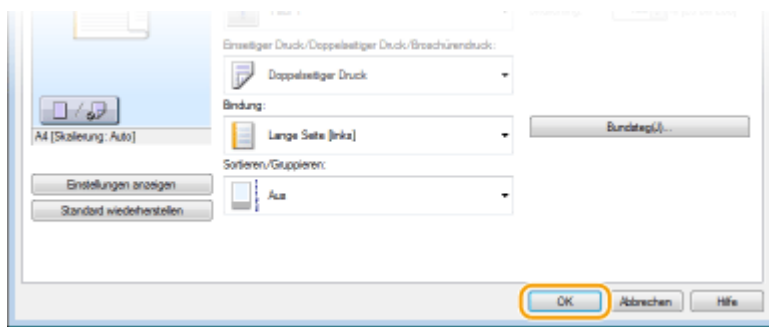 Einseitiger Druck/Doppelseitiger Druck/Broschürendruck:
Doppelseitiger Druck
Bindung:
A4 [Skalierung: Auto]
Lange Seite [links]
Bundsteg(J)...
Sortieren/Gruppieren:
Einstellungen anzeigen
Aus
Standard wiederherstellen
OK Abbrechen Hilfe